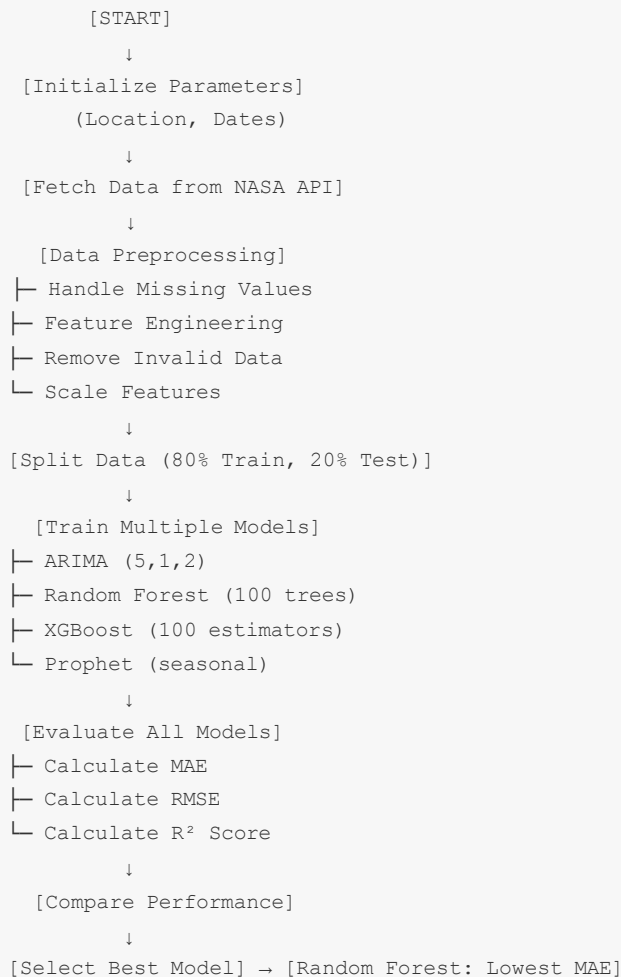 [START]
↓
[Initialize Parameters]
(Location, Dates)
↓
[Fetch Data from NASA API]
↓
[Data Preprocessing]
├─ Handle Missing Values
├─ Feature Engineering
├─ Remove Invalid Data
└─ Scale Features
↓
[Split Data (80% Train, 20% Test)]
↓
[Train Multiple Models]
├─ ARIMA (5,1,2)
├─ Random Forest (100 trees)
├─ XGBoost (100 estimators)
└─ Prophet (seasonal)
↓
[Evaluate All Models]
├─ Calculate MAE
├─ Calculate RMSE
└─ Calculate R² Score
↓
[Compare Performance]
↓
[Select Best Model] → [Random Forest: Lowest MAE]